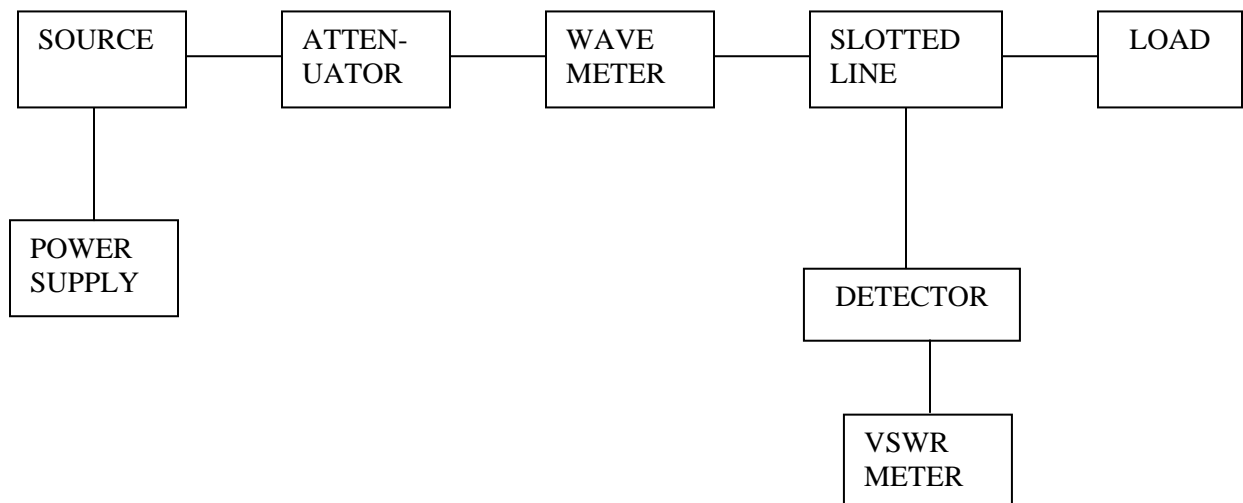 SOURCE
ATTEN-
UATOR
WAVE
METER
SLOTTED
LINE
LOAD
POWER
SUPPLY
DETECTOR
VSWR
METER